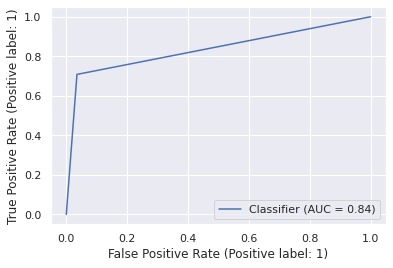 True Positive Rate (Positive label: 1)
1.0
0.8
0.6
0.4
0.2
0.0
Classifier (AUC = 0.84)
0.0 0.2 0.4 0.6 0.8 1.0
False Positive Rate (Positive label: 1)